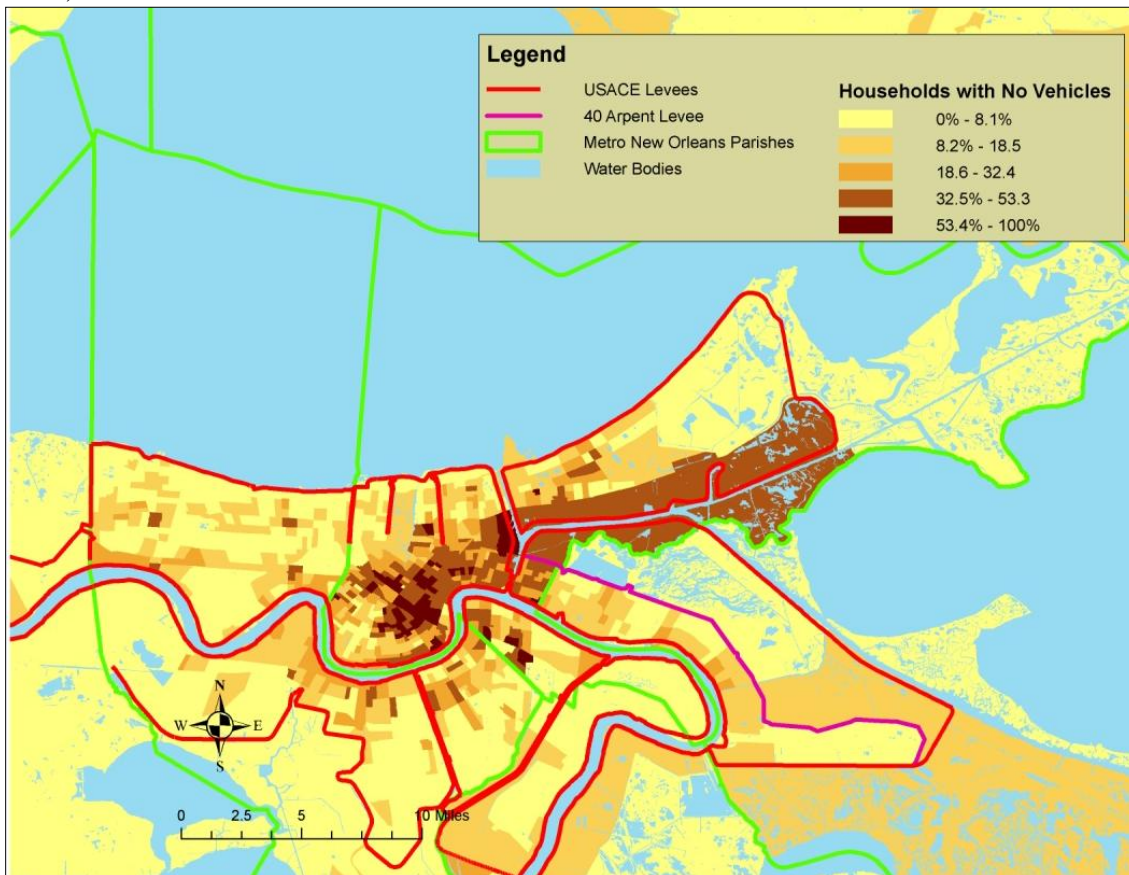 Legend
USACE Levees
40 Arpent Levee
Metro New Orleans Parishes
Water Bodies
Households with No Vehicles
0% - 8.1%
8.2% - 18.5
18.6 - 32.4
32.5% - 53.3
53.4% - 100%
N
W E
S
0 2.5 5 10 Miles